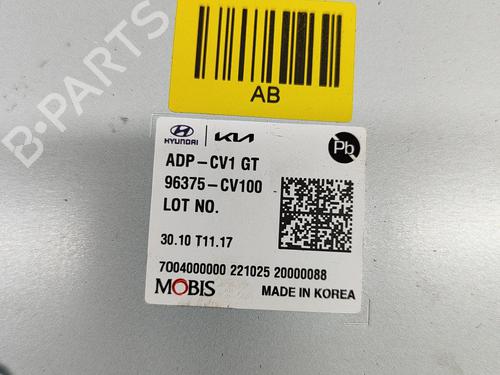 AB
HYUNDAI KIA
Pb
ADP-CV1 GT
96375-CV100
LOT NO.
30.10 T11.17
7004000000 221025 20000088
MOBIS MADE IN KOREA
B-PARTS